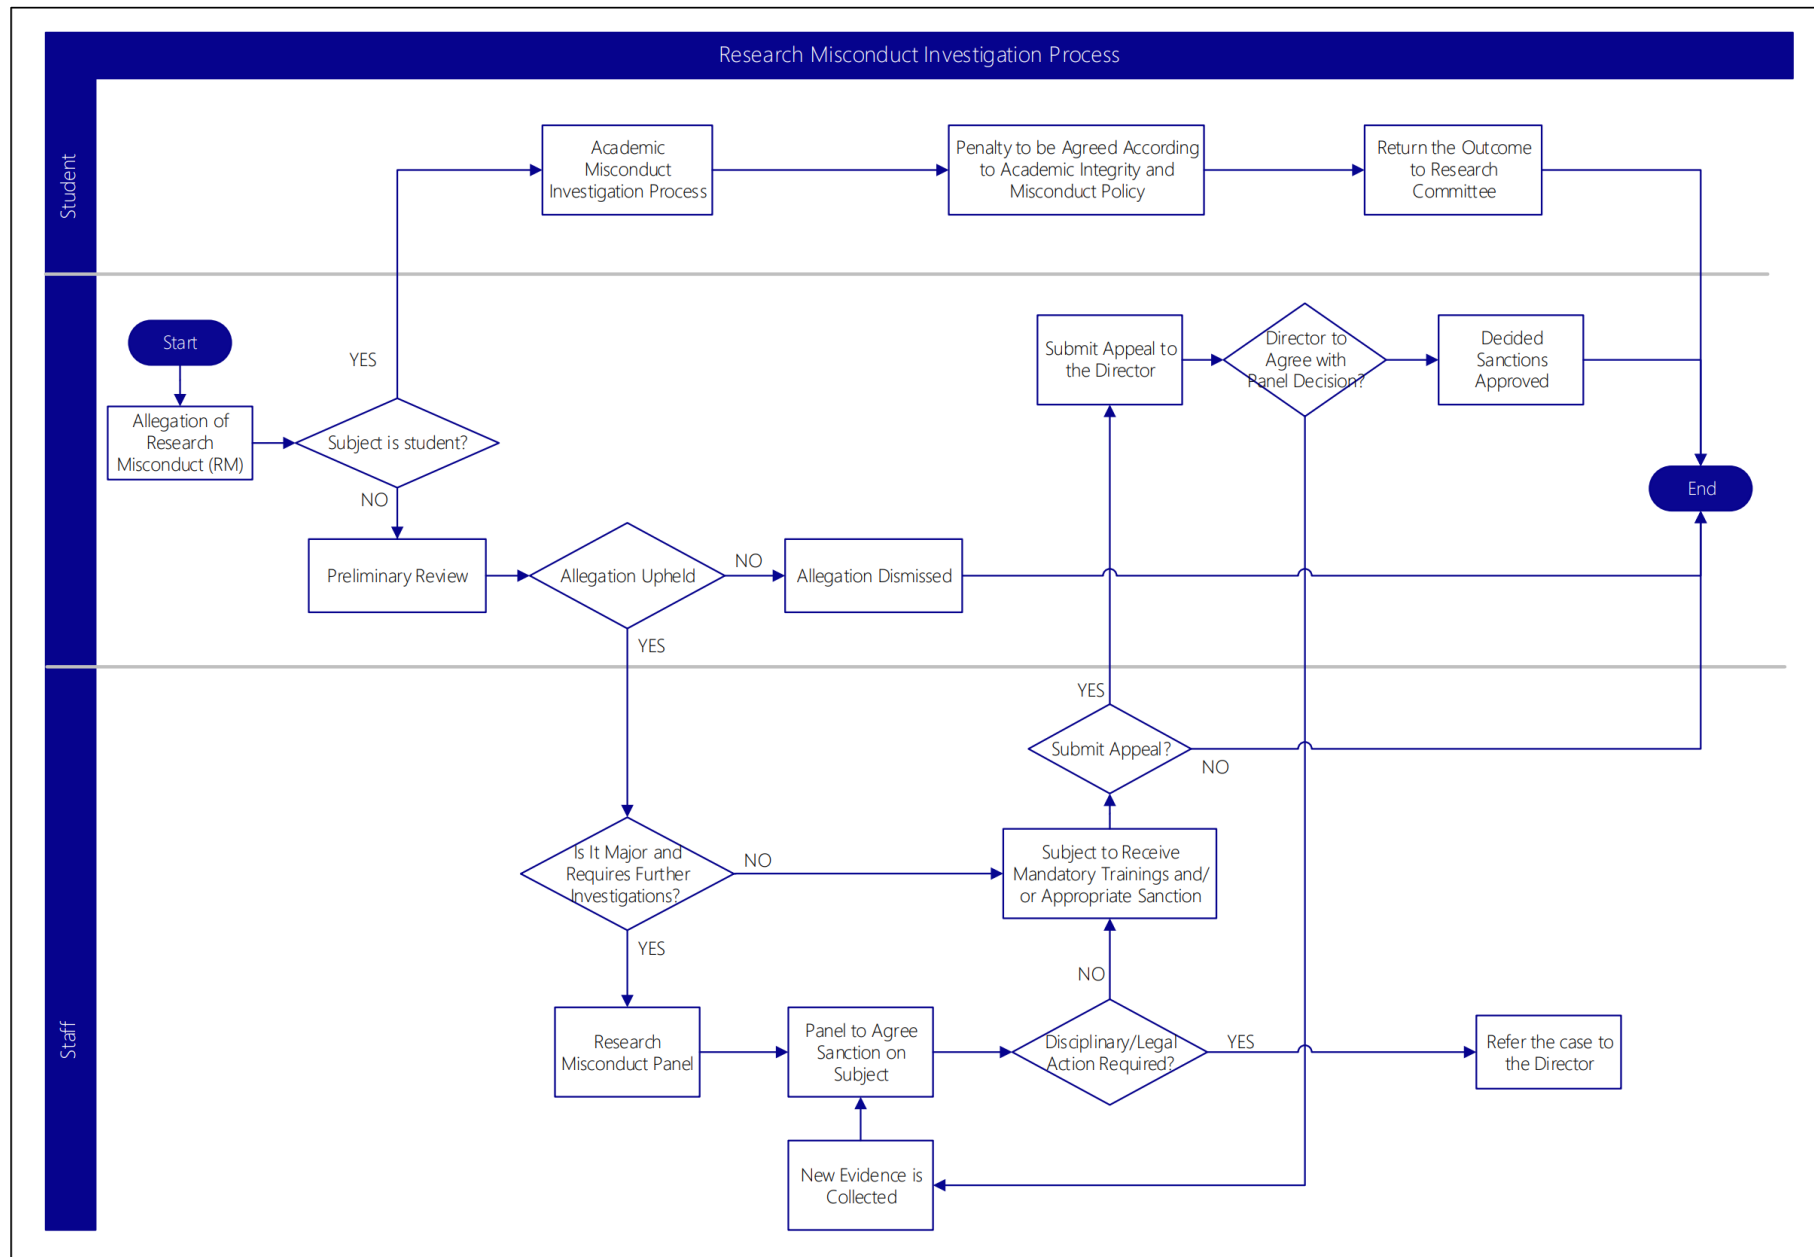 Research Misconduct Investigation Process
Student
Academic
Misconduct
Investigation Process
Penalty to be Agreed According
to Academic Integrity and
Misconduct Policy
Return the Outcome
to Research
Committee
Start
Allegation of
Research
Misconduct (RM)
YES
Subject is student?
NO
Preliminary Review
Allegation Upheld
NO
Allegation Dismissed
YES
Submit Appeal to
the Director
Director to
Agree with
Panel Decision?
Decided
Sanctions
Approved
End
Staff
YES
Submit Appeal?
NO
Is It Major and
Requires Further
Investigations?
NO
Subject to Receive
Mandatory Trainings and/
or Appropriate Sanction
YES
NO
Research
Misconduct Panel
Panel to Agree
Sanction on
Subject
Disciplinary/Legal
Action Required?
YES
Refer the case to
the Director
New Evidence is
Collected